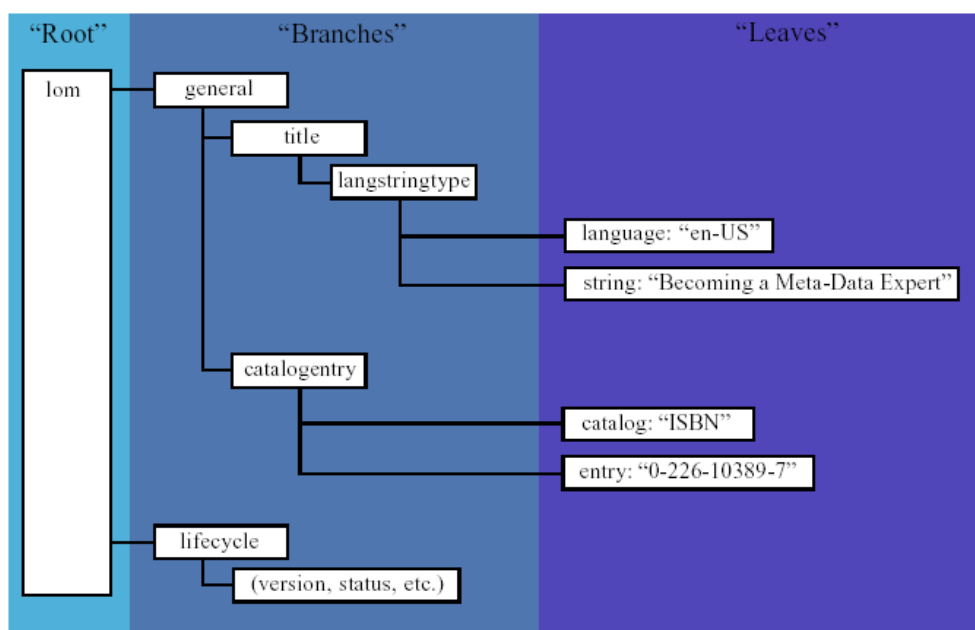 “Root”
“Branches”
“Leaves”
lom
general
title
langstringtype
language: “en-US”
string: “Becoming a Meta-Data Expert”
catalogentry
catalog: “ISBN”
entry: “0-226-10389-7”
lifecycle
(version, status, etc.)